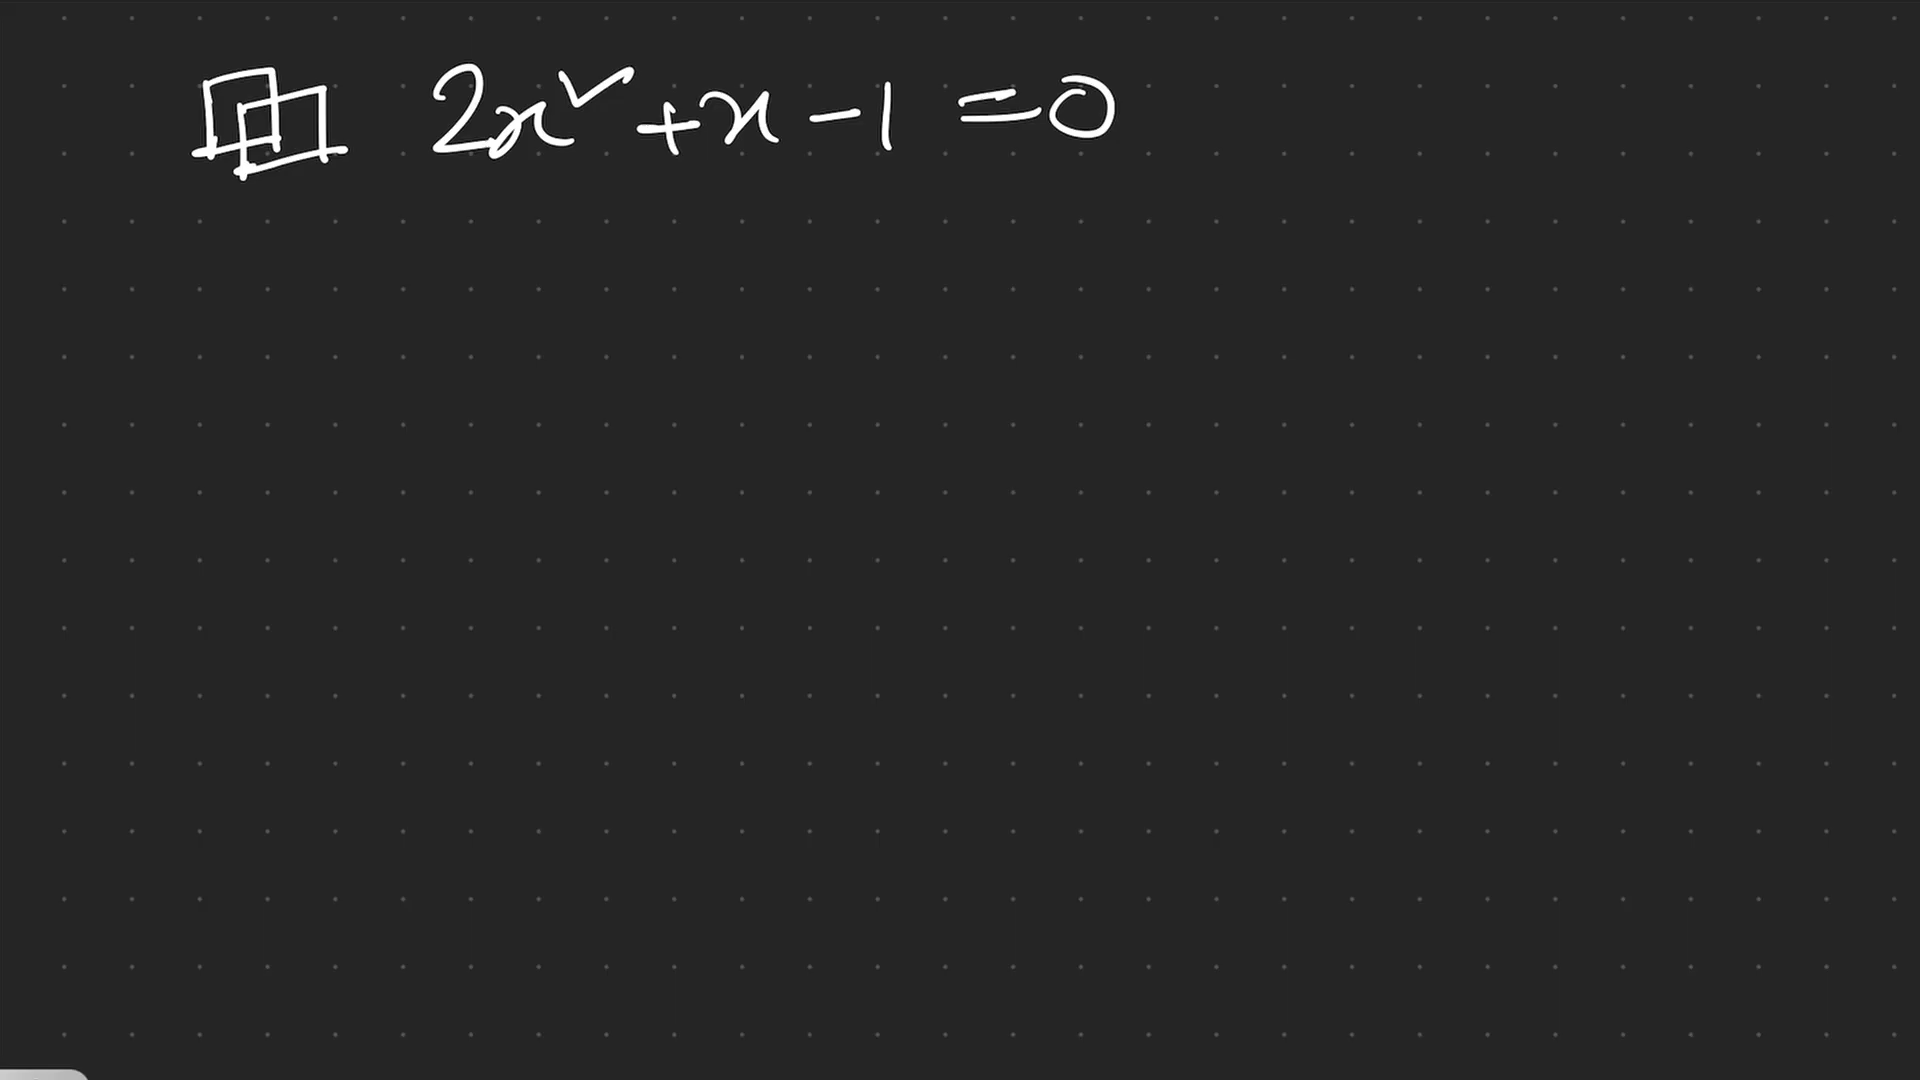 2x² + x - 1 = 0